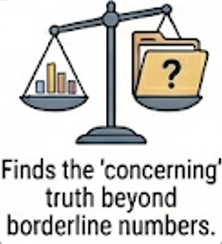 ?
Finds the 'concerning'
truth beyond
borderline numbers.